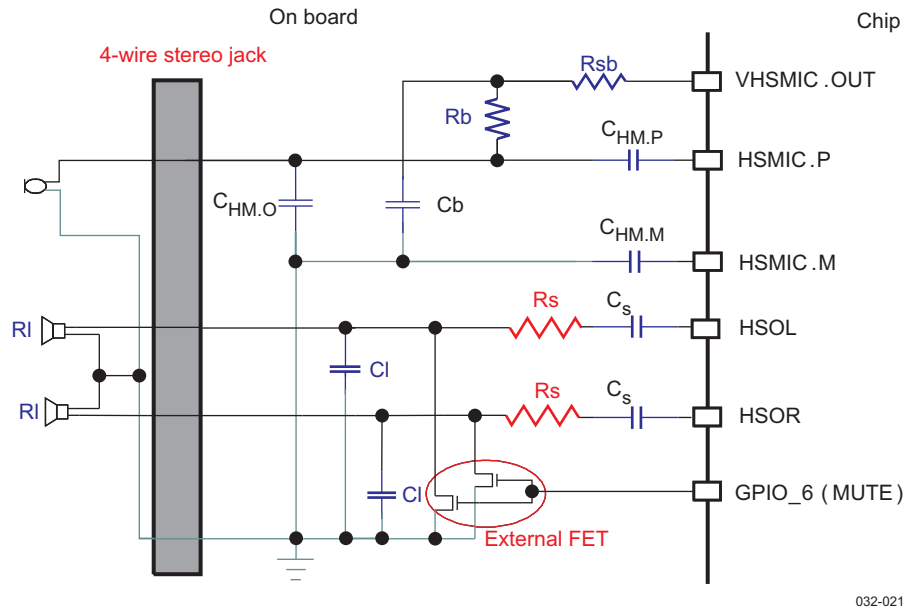 On board
Chip
4-wire stereo jack
Rsb
VHSMIC .OUT
Rb
CHM.P
HSMIC .P
CHM.O
Cb
CHM.M
HSMIC .M
Rs
Cs
HSOL
Rl
Cl
Rs
Cs
HSOR
Rl
Cl
GPIO_6 ( MUTE)
External FET
032-021